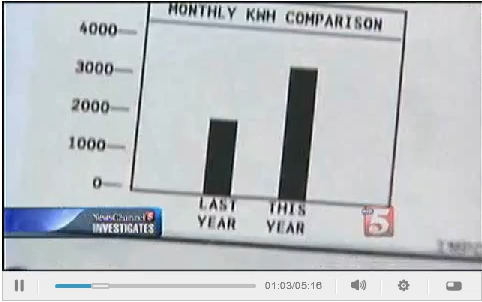 MONTHLY KWH COMPARISON
4000
3000
2000
1000
0
LAST YEAR
THIS YEAR
NewsChannel 5
INVESTIGATES
5
01:03/05:16